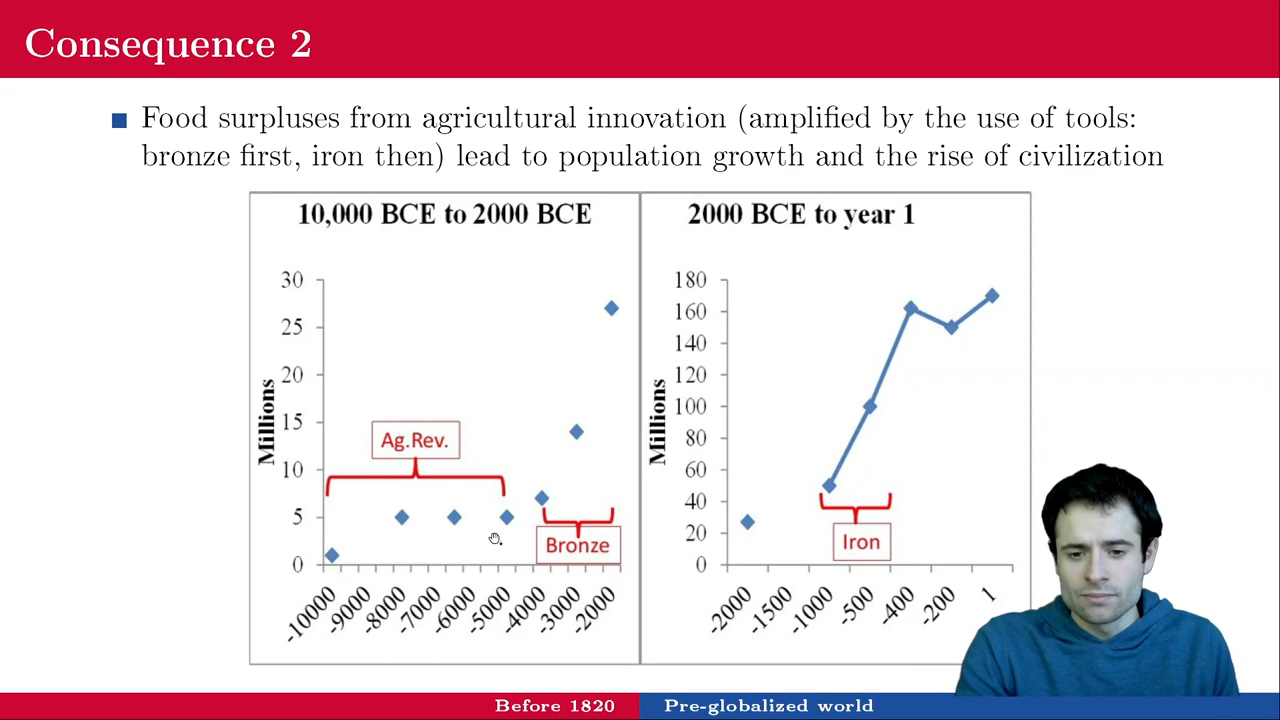 Consequence 2
Food surpluses from agricultural innovation (amplified by the use of tools:
bronze first, iron then) lead to population growth and the rise of civilization
10,000 BCE to 2000 BCE
Millions
30
25
20
15
10
5
0
Ag.Rev.
Bronze
-10000
-9000
-8000
-7000
-6000
-5000
-4000
-3000
-2000
2000 BCE to year 1
Millions
180
160
140
120
100
80
60
40
20
0
Iron
-2000
-1500
-1000
-500
-400
-200
1
Before 1820
Pre-globalized world